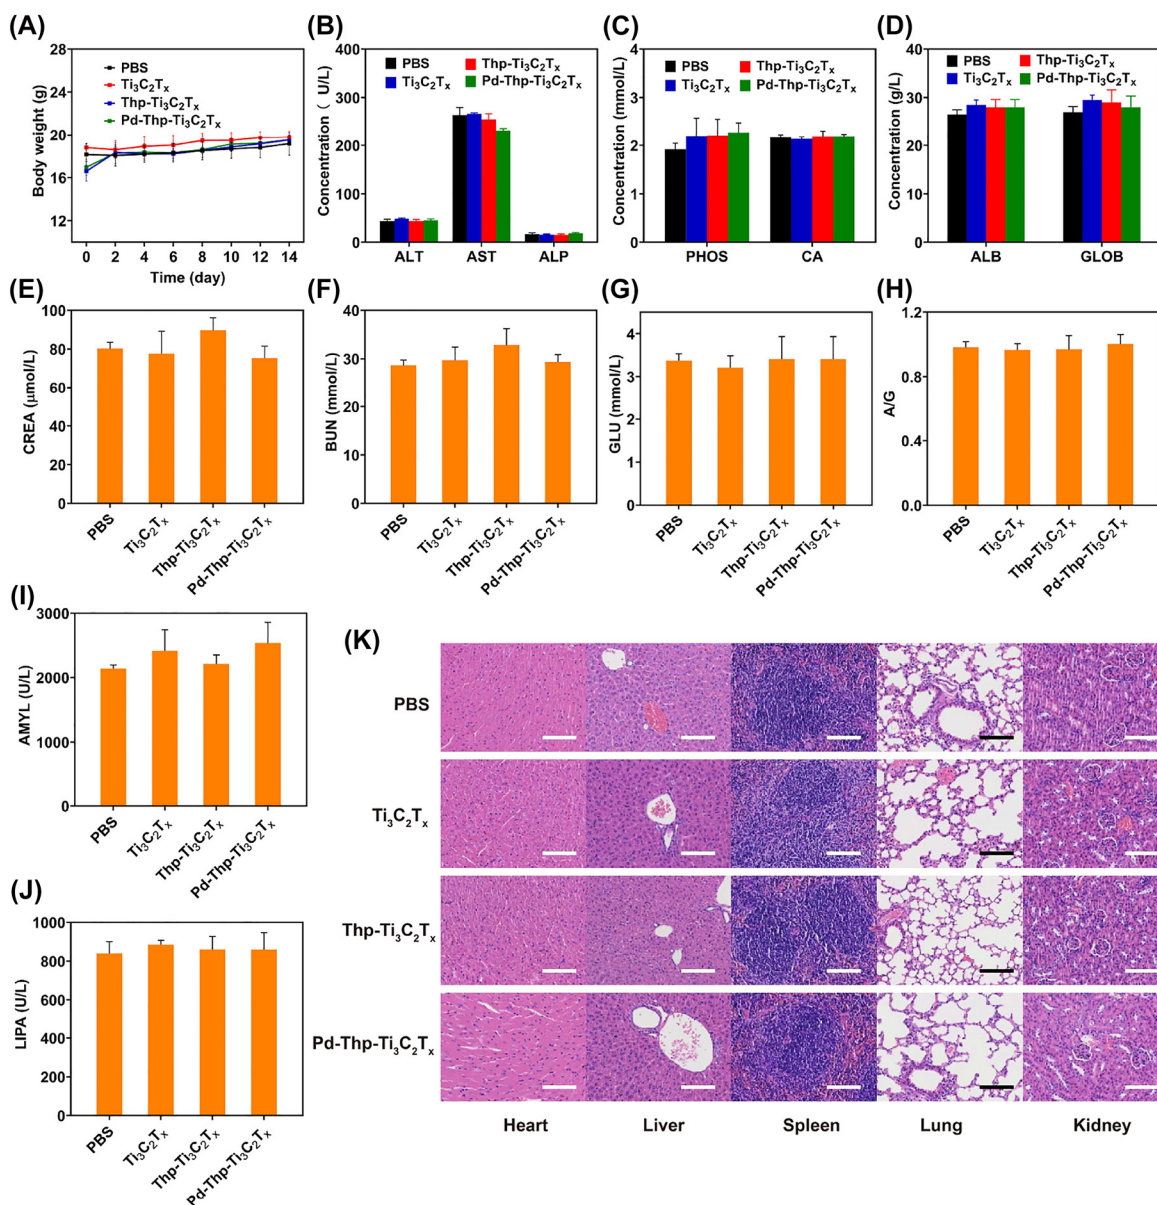 (A)
Body weight (g)
28
24
20
16
12
PBS
Ti₃C₂Tₓ
Thp-Ti₃C₂Tₓ
Pd-Thp-Ti₃C₂Tₓ
0 2 4 6 8 10 12 14
Time (day)
(B)
Concentration ( U/L)
400
300
200
100
0
PBS Thp-Ti₃C₂Tₓ
Ti₃C₂Tₓ Pd-Thp-Ti₃C₂Tₓ
ALT AST ALP
(C)
Concentration (mmol/L)
4
3
2
1
0
PBS Thp-Ti₃C₂Tₓ
Ti₃C₂Tₓ Pd-Thp-Ti₃C₂Tₓ
PHOS CA
(D)
Concentration (g/L)
40
30
20
10
0
PBS Thp-Ti₃C₂Tₓ
Ti₃C₂Tₓ Pd-Thp-Ti₃C₂Tₓ
ALB GLOB
(E)
CREA (μmol/L)
100
80
60
40
20
0
PBS
Ti₃C₂Tₓ
Thp-Ti₃C₂Tₓ
Pd-Thp-Ti₃C₂Tₓ
(F)
BUN (mmol/L)
40
30
20
10
0
PBS
Ti₃C₂Tₓ
Thp-Ti₃C₂Tₓ
Pd-Thp-Ti₃C₂Tₓ
(G)
GLU (mmol/L)
4
3
2
1
0
PBS
Ti₃C₂Tₓ
Thp-Ti₃C₂Tₓ
Pd-Thp-Ti₃C₂Tₓ
(H)
A/G
1.2
0.8
0.4
0.0
PBS
Ti₃C₂Tₓ
Thp-Ti₃C₂Tₓ
Pd-Thp-Ti₃C₂Tₓ
(I)
AMYL (U/L)
3000
2000
1000
0
PBS
Ti₃C₂Tₓ
Thp-Ti₃C₂Tₓ
Pd-Thp-Ti₃C₂Tₓ
(J)
LIPA (U/L)
1000
800
600
400
200
0
PBS
Ti₃C₂Tₓ
Thp-Ti₃C₂Tₓ
Pd-Thp-Ti₃C₂Tₓ
(K)
PBS
Ti₃C₂Tₓ
Thp-Ti₃C₂Tₓ
Pd-Thp-Ti₃C₂Tₓ
Heart Liver Spleen Lung Kidney